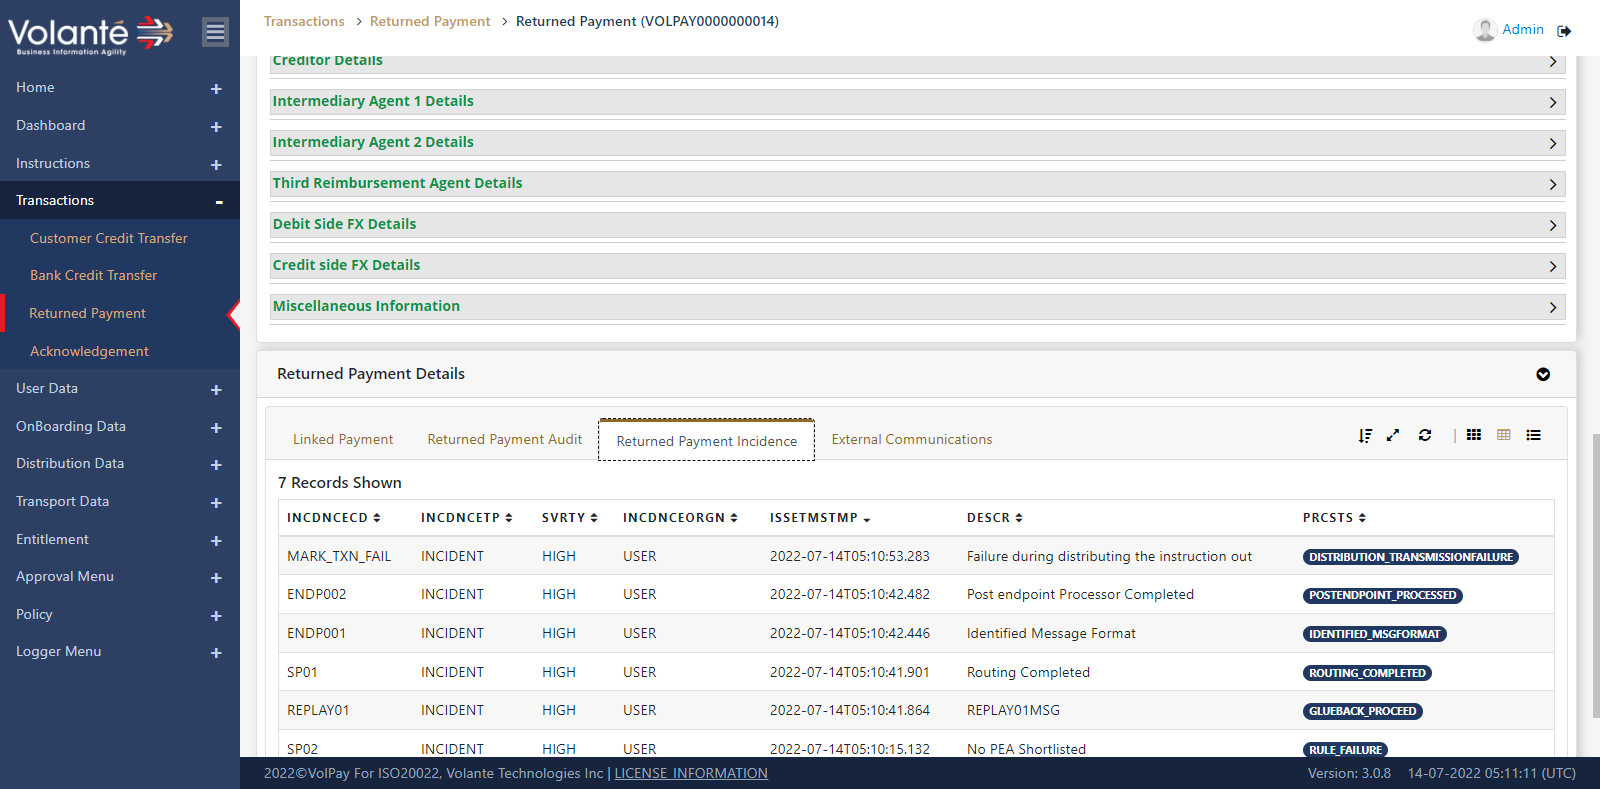 Volanté
Business Information Agility
Home
Dashboard
Instructions
Transactions
Customer Credit Transfer
Bank Credit Transfer
Returned Payment
Acknowledgement
User Data
OnBoarding Data
Distribution Data
Transport Data
Entitlement
Approval Menu
Policy
Logger Menu
Transactions > Returned Payment > Returned Payment (VOLPAY0000000014)
Admin
Creditor Details
Intermediary Agent 1 Details
Intermediary Agent 2 Details
Third Reimbursement Agent Details
Debit Side FX Details
Credit side FX Details
Miscellaneous Information
Returned Payment Details
Linked Payment Returned Payment Audit Returned Payment Incidence External Communications
7 Records Shown
INCDNCECD INCDNCETP SVRTY INCDNCEORGN ISSETMSTMP DESCR PRCSTS
MARK_TXN_FAIL INCIDENT HIGH USER 2022-07-14T05:10:53.283 Failure during distributing the instruction out DISTRIBUTION_TRANSMISSIONFAILURE
ENDP002 INCIDENT HIGH USER 2022-07-14T05:10:42.482 Post endpoint Processor Completed POSTENDPOINT_PROCESSED
ENDP001 INCIDENT HIGH USER 2022-07-14T05:10:42.446 Identified Message Format IDENTIFIED_MSGFORMAT
SP01 INCIDENT HIGH USER 2022-07-14T05:10:41.901 Routing Completed ROUTING_COMPLETED
REPLAY01 INCIDENT HIGH USER 2022-07-14T05:10:41.864 REPLAY01MSG GLUEBACK_PROCEED
SP02 INCIDENT HIGH USER 2022-07-14T05:10:15.132 No PEA Shortlisted RULE_FAILURE
2022©VolPay For ISO20022, Volante Technologies Inc | LICENSE INFORMATION Version: 3.0.8 14-07-2022 05:11:11 (UTC)